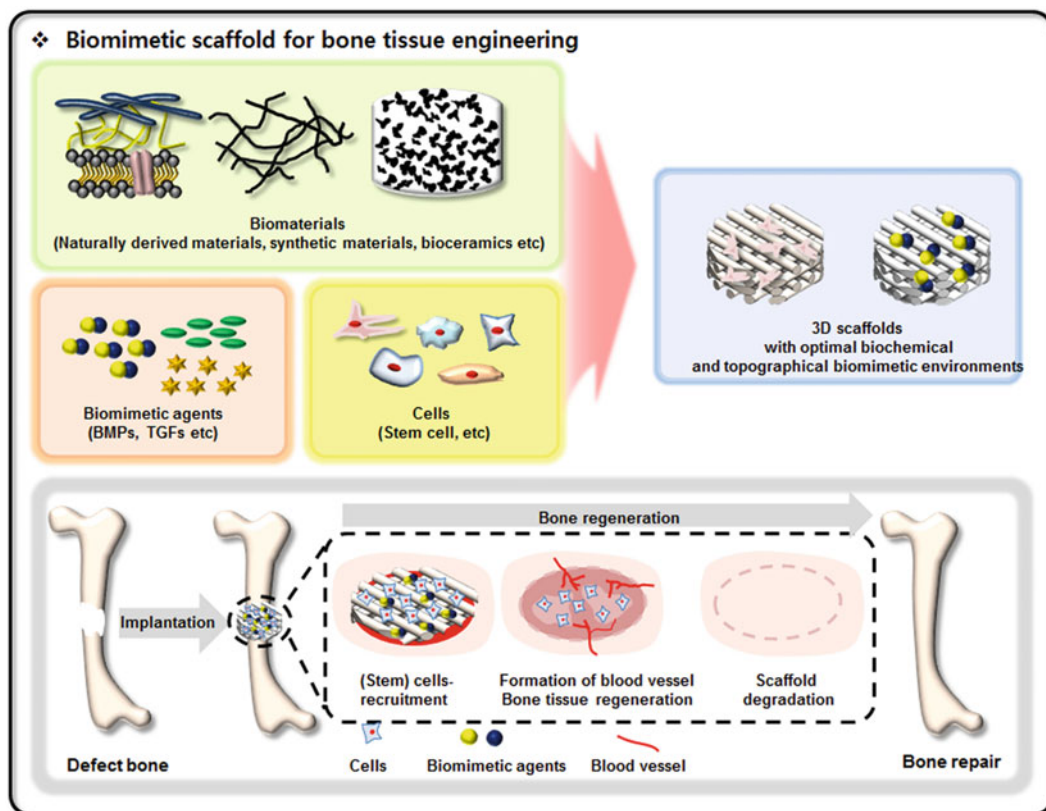 ❖ Biomimetic scaffold for bone tissue engineering
Biomaterials
(Naturally derived materials, synthetic materials, bioceramics etc)
Biomimetic agents
(BMPs, TGFs etc)
Cells
(Stem cell, etc)
3D scaffolds
with optimal biochemical
and topographical biomimetic environments
Bone regeneration
Implantation
(Stem) cells-
recruitment
Formation of blood vessel
Bone tissue regeneration
Scaffold
degradation
Cells
Biomimetic agents
Blood vessel
Defect bone
Bone repair